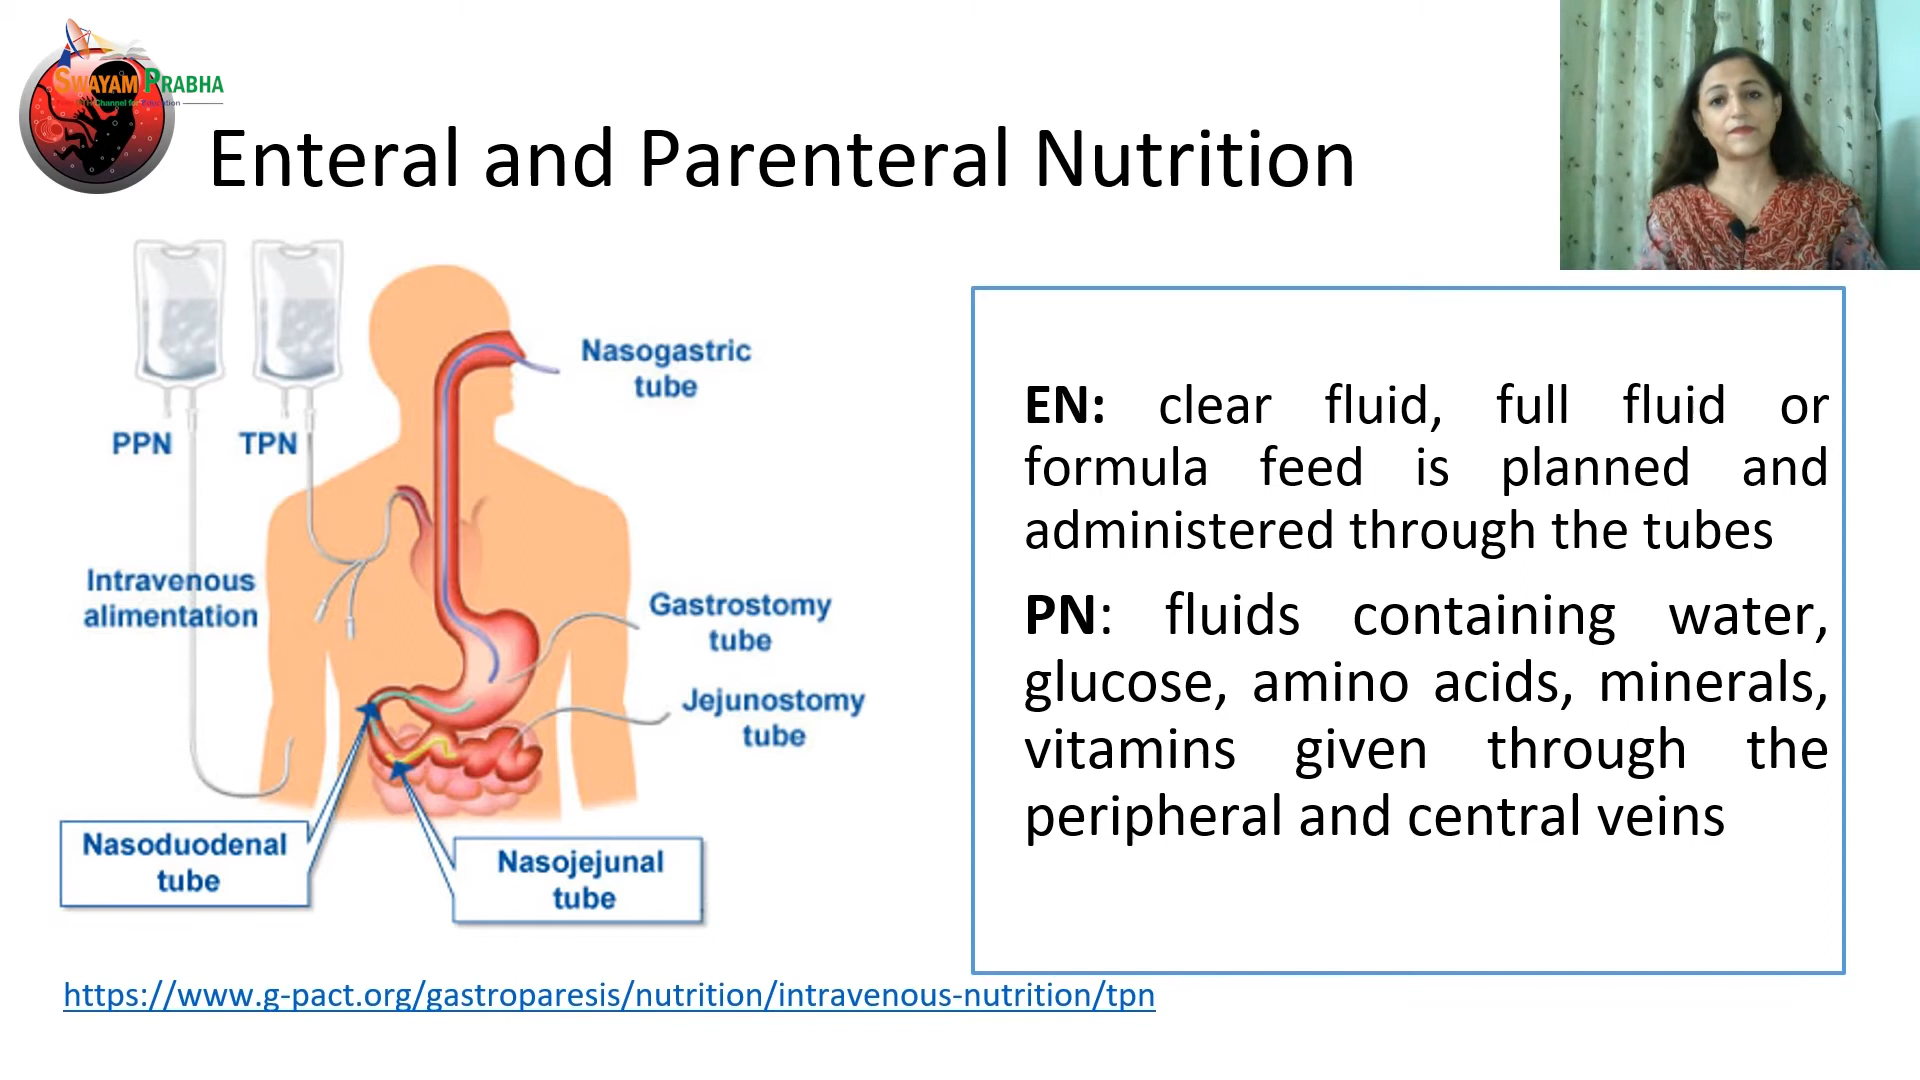 SWAYAM PRABHA
Enteral and Parenteral Nutrition
PPN
TPN
Nasogastric
tube
Intravenous
alimentation
Gastrostomy
tube
Jejunostomy
tube
Nasoduodenal
tube
Nasojejunal
tube
EN: clear fluid, full fluid or
formula feed is planned and
administered through the tubes
PN: fluids containing water,
glucose, amino acids, minerals,
vitamins given through the
peripheral and central veins
https://www.g-pact.org/gastroparesis/nutrition/intravenous-nutrition/tpn